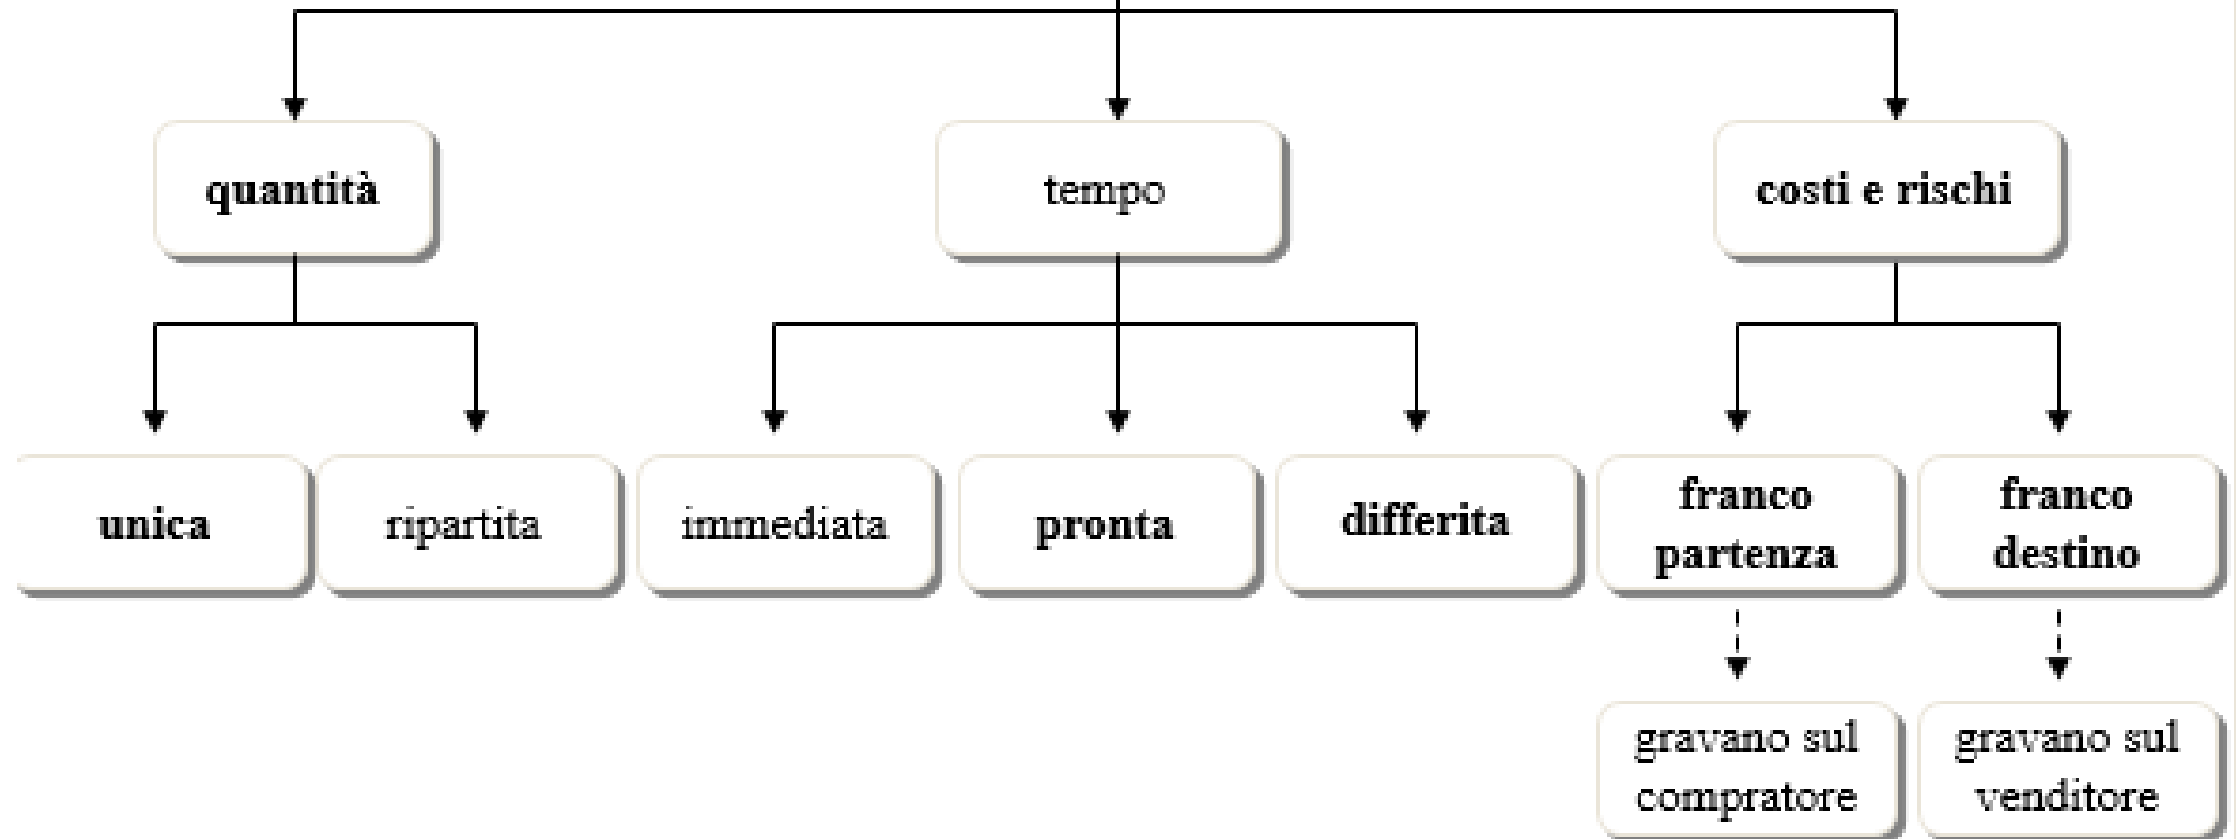 quantità
tempo
costi e rischi
unica
ripartita
immediata
pronta
differita
franco
partenza
franco
destino
gravano sul
compratore
gravano sul
venditore